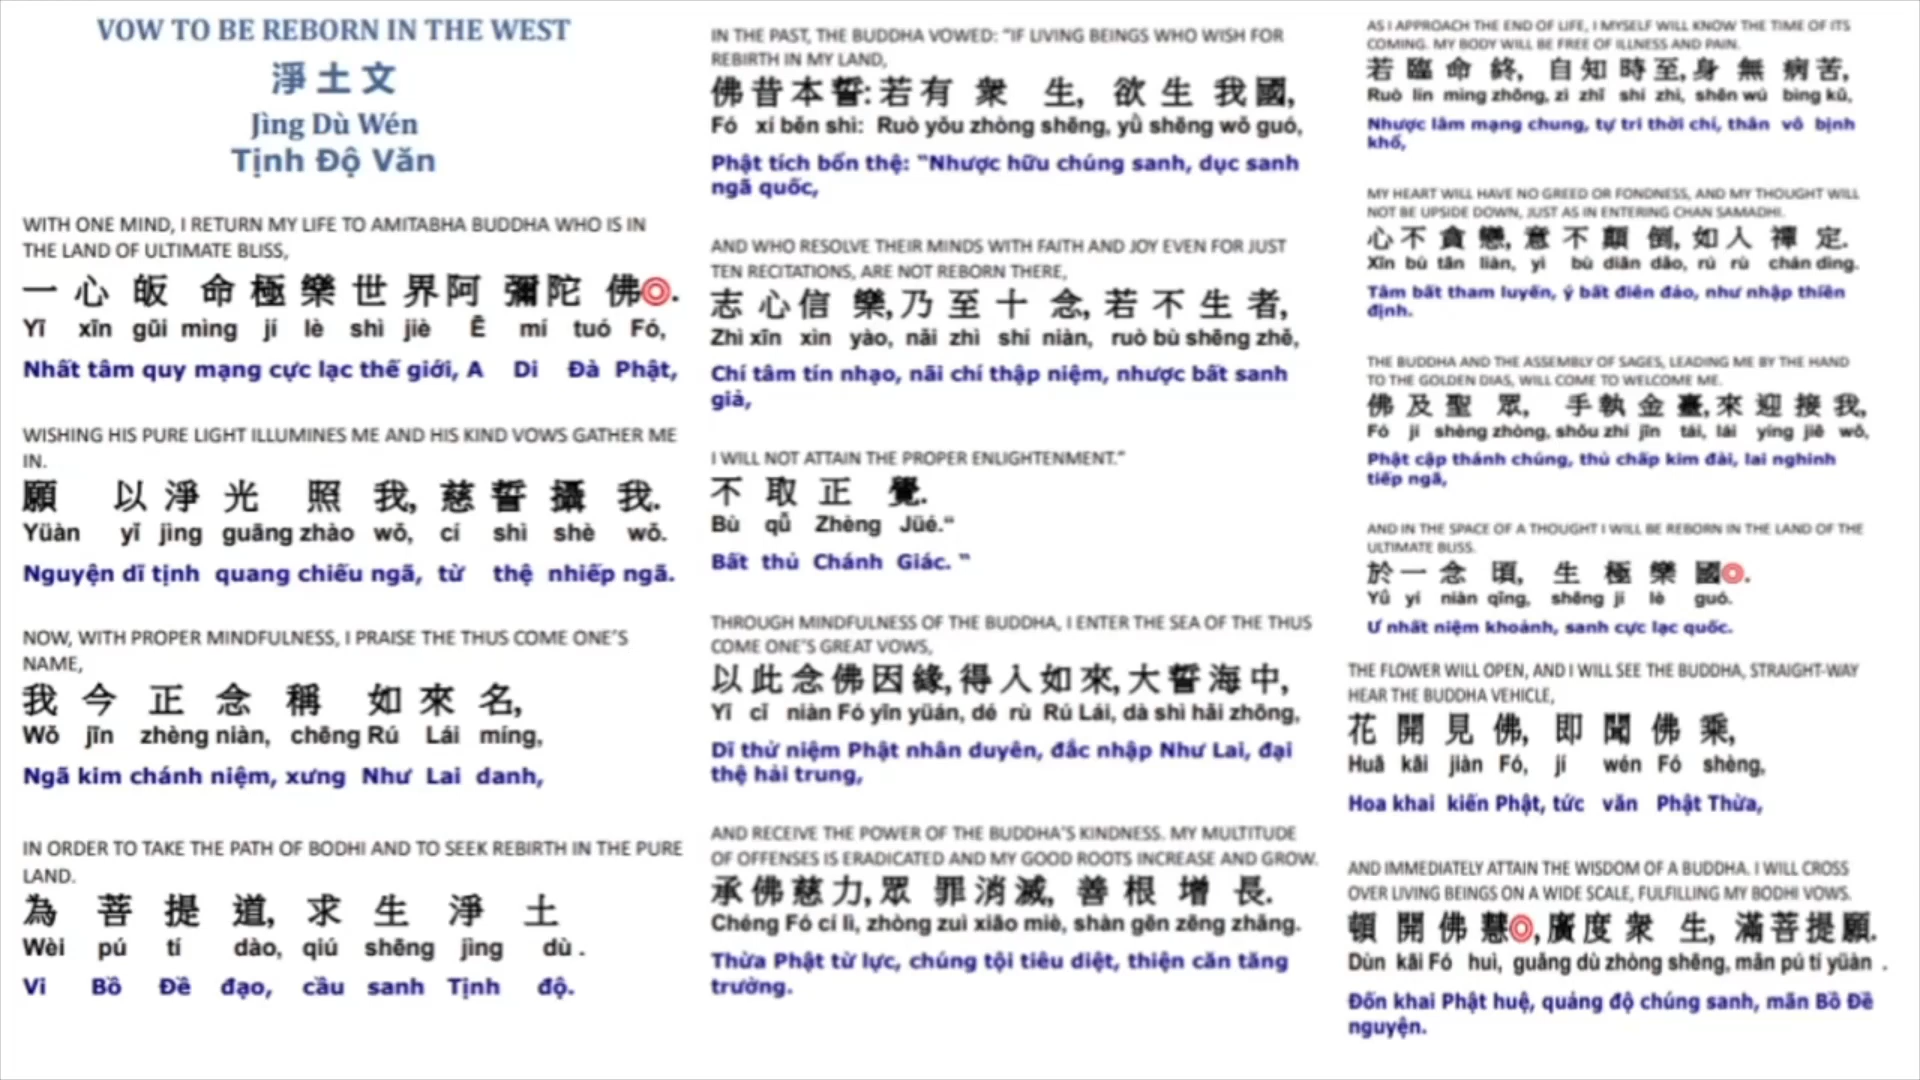 VOW TO BE REBORN IN THE WEST
淨土文
Jìng Dù Wén
Tịnh Độ Văn
WITH ONE MIND, I RETURN MY LIFE TO AMITABHA BUDDHA WHO IS IN
THE LAND OF ULTIMATE BLISS,
一 心 皈 命 極 樂 世 界 阿 彌 陀 佛◎.
Yī xīn gūi mìng jí lè shì jiè Ē mí tuó Fó,
Nhất tâm quy mạng cực lạc thế giới, A Di Đà Phật,
WISHING HIS PURE LIGHT ILLUMINES ME AND HIS KIND VOWS GATHER ME
IN.
願 以 淨 光 照 我, 慈 誓 攝 我.
Yüàn yǐ jìng guāng zhào wǒ, cí shì shè wǒ.
Nguyện dĩ tịnh quang chiếu ngã, từ thệ nhiếp ngã.
NOW, WITH PROPER MINDFULNESS, I PRAISE THE THUS COME ONE'S
NAME,
我 今 正 念 稱 如 來 名,
Wǒ jīn zhèng niàn, chēng Rú Lái míng,
Ngã kim chánh niệm, xưng Như Lai danh,
IN ORDER TO TAKE THE PATH OF BODHI AND TO SEEK REBIRTH IN THE PURE
LAND.
為 菩 提 道, 求 生 淨 土
Wèi pú tí dào, qiú shēng jìng dù .
Vì Bồ Đề đạo, cầu sanh Tịnh độ.
IN THE PAST, THE BUDDHA VOWED: "IF LIVING BEINGS WHO WISH FOR
REBIRTH IN MY LAND,
佛 昔 本 誓: 若 有 衆 生, 欲 生 我 國,
Fó xí běn shì: Ruò yǒu zhòng shēng, yǜ shēng wǒ guó,
Phật tích bổn thệ: "Nhược hữu chúng sanh, dục sanh
ngã quốc,
AND WHO RESOLVE THEIR MINDS WITH FAITH AND JOY EVEN FOR JUST
TEN RECITATIONS, ARE NOT REBORN THERE,
志 心 信 樂, 乃 至 十 念, 若 不 生 者,
Zhì xīn xìn yào, nǎi zhì shí niàn, ruò bù shēng zhě,
Chí tâm tín nhạo, nãi chí thập niệm, nhược bất sanh
giả,
I WILL NOT ATTAIN THE PROPER ENLIGHTENMENT."
不 取 正 覺.
Bù qǚ Zhèng Jüé."
Bất thủ Chánh Giác. "
THROUGH MINDFULNESS OF THE BUDDHA, I ENTER THE SEA OF THE THUS
COME ONE'S GREAT VOWS,
以 此 念 佛 因 緣, 得 入 如 來, 大 誓 海 中,
Yǐ cǐ niàn Fó yīn yüán, dé rù Rú Lái, dà shì hǎi zhōng,
Dĩ thử niệm Phật nhân duyên, đắc nhập Như Lai, đại
thệ hải trung,
AND RECEIVE THE POWER OF THE BUDDHA'S KINDNESS. MY MULTITUDE
OF OFFENSES IS ERADICATED AND MY GOOD ROOTS INCREASE AND GROW.
承 佛 慈 力, 眾 罪 消 滅, 善 根 增 長.
Chéng Fó cí lì, zhòng zuì xiāo miè, shàn gēn zēng zhǎng.
Thừa Phật từ lực, chúng tội tiêu diệt, thiện căn tăng
trưởng.
AS I APPROACH THE END OF LIFE, I MYSELF WILL KNOW THE TIME OF ITS
COMING. MY BODY WILL BE FREE OF ILLNESS AND PAIN.
若 臨 命 終, 自 知 時 至, 身 無 病 苦,
Ruò lín mìng zhōng, zì zhī shí zhì, shēn wú bìng kǔ,
Nhược lâm mạng chung, tự tri thời chí, thân vô bịnh
khổ,
MY HEART WILL HAVE NO GREED OR FONDNESS, AND MY THOUGHT WILL
NOT BE UPSIDE DOWN, JUST AS IN ENTERING CHAN SAMADHI.
心 不 貪 戀, 意 不 顛 倒, 如 入 禪 定.
Xīn bù tān liàn, yì bù diān dǎo, rú rù chán dìng.
Tâm bất tham luyến, ý bất điên đảo, như nhập thiền
định.
THE BUDDHA AND THE ASSEMBLY OF SAGES, LEADING ME BY THE HAND
TO THE GOLDEN DIAS, WILL COME TO WELCOME ME.
佛 及 聖 眾, 手 執 金 臺, 來 迎 接 我,
Fó jí shèng zhòng, shǒu zhí jīn tái, lái yíng jiē wǒ,
Phật cập thánh chúng, thủ chấp kim đài, lai nghinh
tiếp ngã,
AND IN THE SPACE OF A THOUGHT I WILL BE REBORN IN THE LAND OF THE
ULTIMATE BLISS.
於 一 念 頃, 生 極 樂 國◎.
Yǘ yí niàn qǐng, shēng jí lè guó.
Ư nhất niệm khoảnh, sanh cực lạc quốc.
THE FLOWER WILL OPEN, AND I WILL SEE THE BUDDHA, STRAIGHT-WAY
HEAR THE BUDDHA VEHICLE,
花 開 見 佛, 即 聞 佛 乘,
Huā kāi jiàn Fó, jí wén Fó shèng,
Hoa khai kiến Phật, tức văn Phật Thừa,
AND IMMEDIATELY ATTAIN THE WISDOM OF A BUDDHA. I WILL CROSS
OVER LIVING BEINGS ON A WIDE SCALE, FULFILLING MY BODHI VOWS.
頓 開 佛 慧◎, 廣 度 衆 生, 滿 菩 提 願.
Dùn kāi Fó huì, guǎng dù zhòng shēng, mǎn pú tí yüàn .
Đốn khai Phật huệ, quảng độ chúng sanh, mãn Bồ Đề
nguyện.